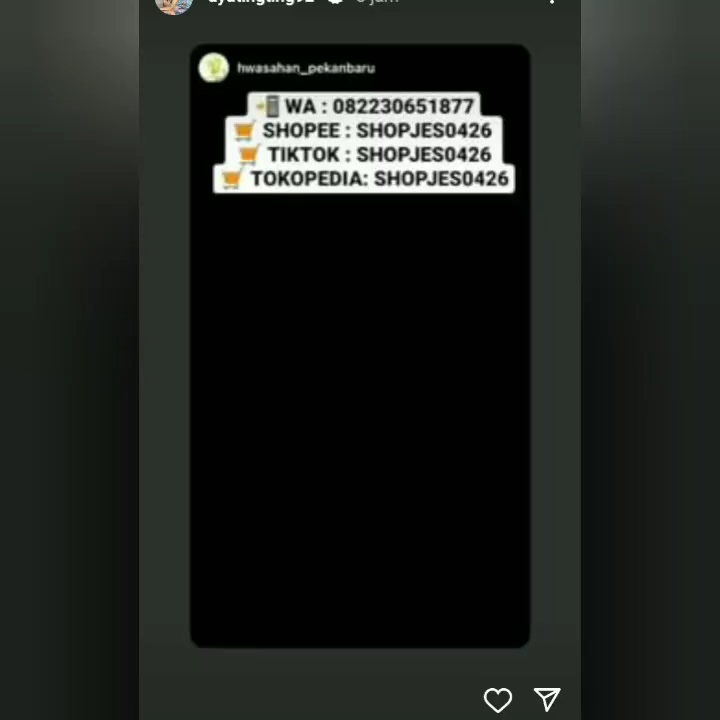 hwasahan_pekanbaru
WA : 082230651877
SHOPEE : SHOPJES0426
TIKTOK : SHOPJES0426
TOKOPEDIA: SHOPJES0426